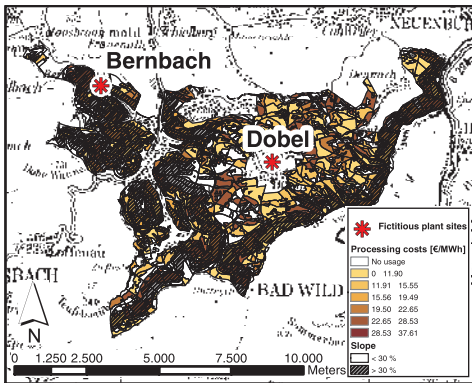 NEUENBÜRG
Bernbach
Dobel
Fictitious plant sites
Processing costs [€/MWh]
No usage
0 11.90
11.91 15.55
15.56 19.49
19.50 22.65
22.65 28.53
28.53 37.61
Slope
< 30 %
> 30 %
SBACH
BAD WILD
N
0 1.250 2.500 5.000 7.500 10.000
Meters